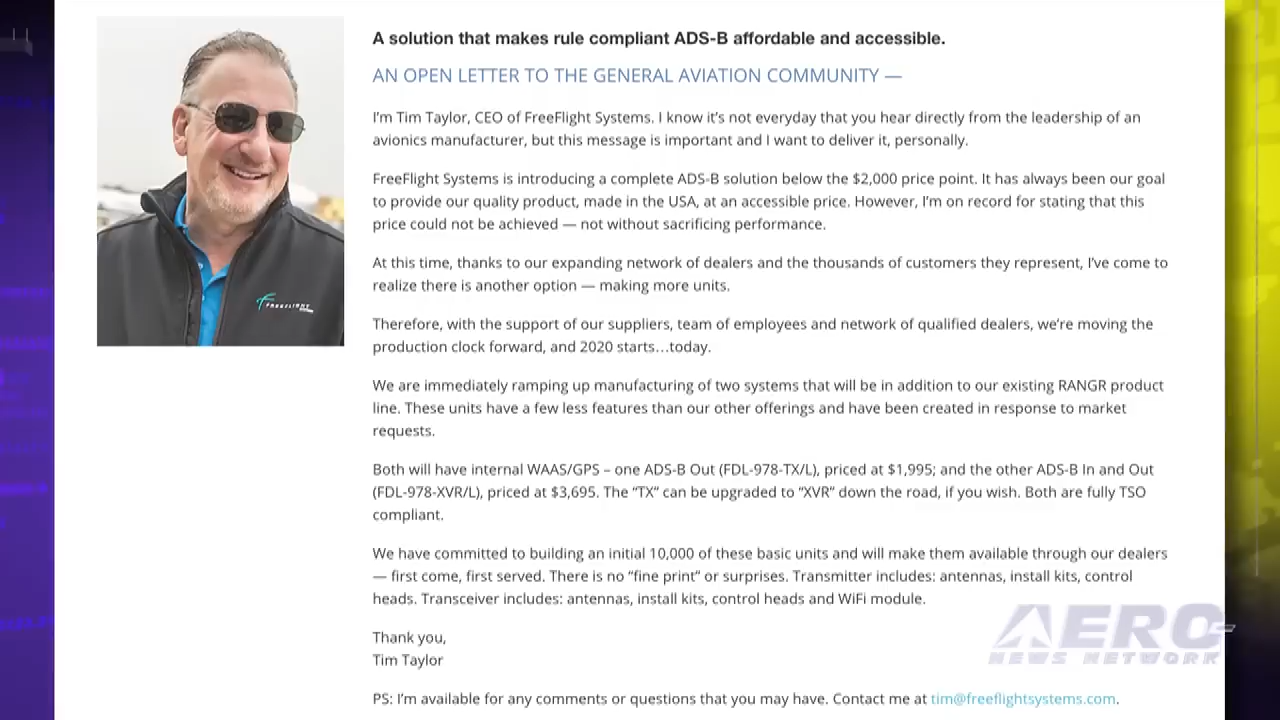 A solution that makes rule compliant ADS-B affordable and accessible.
AN OPEN LETTER TO THE GENERAL AVIATION COMMUNITY —
I'm Tim Taylor, CEO of FreeFlight Systems. I know it's not everyday that you hear directly from the leadership of an
avionics manufacturer, but this message is important and I want to deliver it, personally.
FreeFlight Systems is introducing a complete ADS-B solution below the $2,000 price point. It has always been our goal
to provide our quality product, made in the USA, at an accessible price. However, I'm on record for stating that this
price could not be achieved — not without sacrificing performance.
At this time, thanks to our expanding network of dealers and the thousands of customers they represent, I've come to
realize there is another option — making more units.
Therefore, with the support of our suppliers, team of employees and network of qualified dealers, we're moving the
production clock forward, and 2020 starts…today.
We are immediately ramping up manufacturing of two systems that will be in addition to our existing RANGR product
line. These units have a few less features than our other offerings and have been created in response to market
requests.
Both will have internal WAAS/GPS – one ADS-B Out (FDL-978-TX/L), priced at $1,995; and the other ADS-B In and Out
(FDL-978-XVR/L), priced at $3,695. The “TX” can be upgraded to “XVR” down the road, if you wish. Both are fully TSO
compliant.
We have committed to building an initial 10,000 of these basic units and will make them available through our dealers
— first come, first served. There is no “fine print” or surprises. Transmitter includes: antennas, install kits, control
heads. Transceiver includes: antennas, install kits, control heads and WiFi module.
Thank you,
Tim Taylor
PS: I'm available for any comments or questions that you may have. Contact me at tim@freeflightsystems.com.
FREEFLIGHT
AERO
NEWS NETWORK